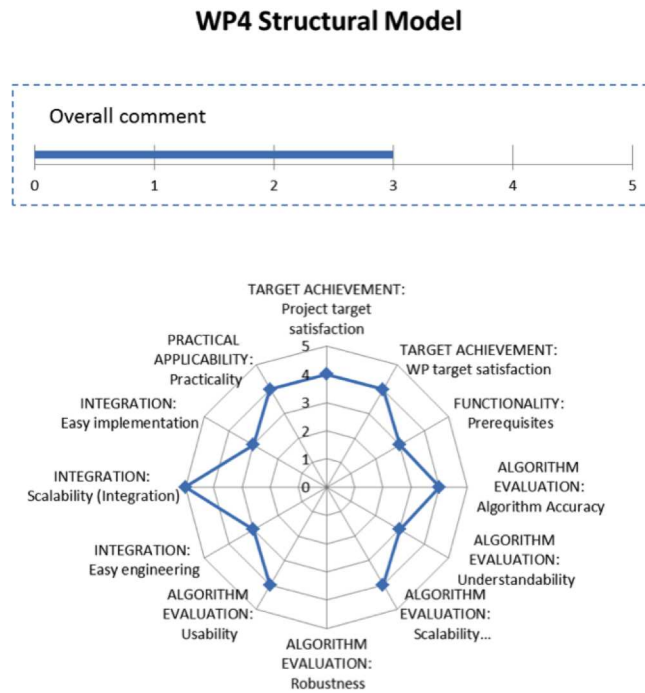 WP4 Structural Model
Overall comment
0 1 2 3 4 5
TARGET ACHIEVEMENT:
Project target
satisfaction
TARGET ACHIEVEMENT:
WP target satisfaction
FUNCTIONALITY:
Prerequisites
ALGORITHM
EVALUATION:
Algorithm Accuracy
ALGORITHM
EVALUATION:
Understandability
ALGORITHM
EVALUATION:
Scalability...
ALGORITHM
EVALUATION:
Robustness
ALGORITHM
EVALUATION:
Usability
INTEGRATION:
Easy engineering
INTEGRATION:
Scalability (Integration)
INTEGRATION:
Easy implementation
PRACTICAL
APPLICABILITY:
Practicality
5
4
3
2
1
0